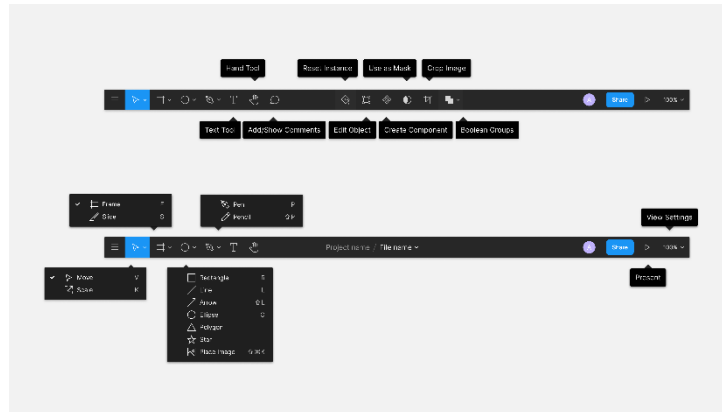 Hand Tool
Reset Instance
Use as Mask
Crop Image
A
Share
100%
Text Tool
Add/Show Comments
Edit Object
Create Component
Boolean Groups
Frame F
Slice S
Pen P
Pencil ⇧P
View Settings
Project name / File name
A
Share
100%
Move V
Scale K
Present
Rectangle R
Line L
Arrow ⇧L
Ellipse O
Polygon
Star
Place Image ⇧⌘K